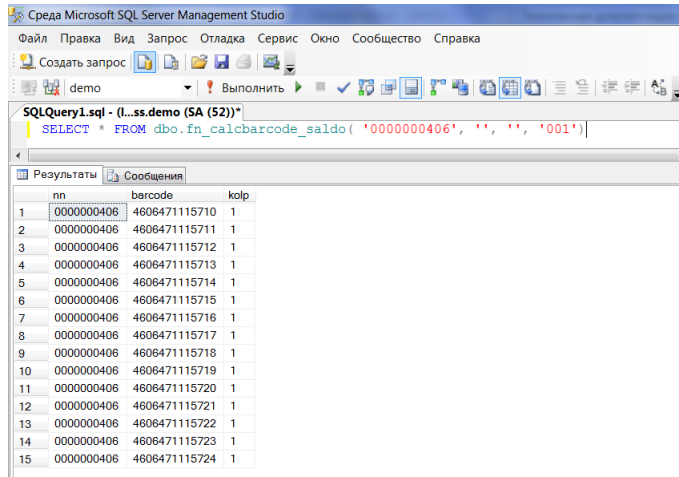 Среда Microsoft SQL Server Management Studio
Файл Правка Вид Запрос Отладка Сервис Окно Сообщество Справка
Создать запрос
demo Выполнить
SQLQuery1.sql - (l...ss.demo (SA (52))*
SELECT * FROM dbo.fn_calcbarcode_saldo( '0000000406', '', '', '001')
Результаты Сообщения
nn barcode kolp
1 0000000406 4606471115710 1
2 0000000406 4606471115711 1
3 0000000406 4606471115712 1
4 0000000406 4606471115713 1
5 0000000406 4606471115714 1
6 0000000406 4606471115715 1
7 0000000406 4606471115716 1
8 0000000406 4606471115717 1
9 0000000406 4606471115718 1
10 0000000406 4606471115719 1
11 0000000406 4606471115720 1
12 0000000406 4606471115721 1
13 0000000406 4606471115722 1
14 0000000406 4606471115723 1
15 0000000406 4606471115724 1